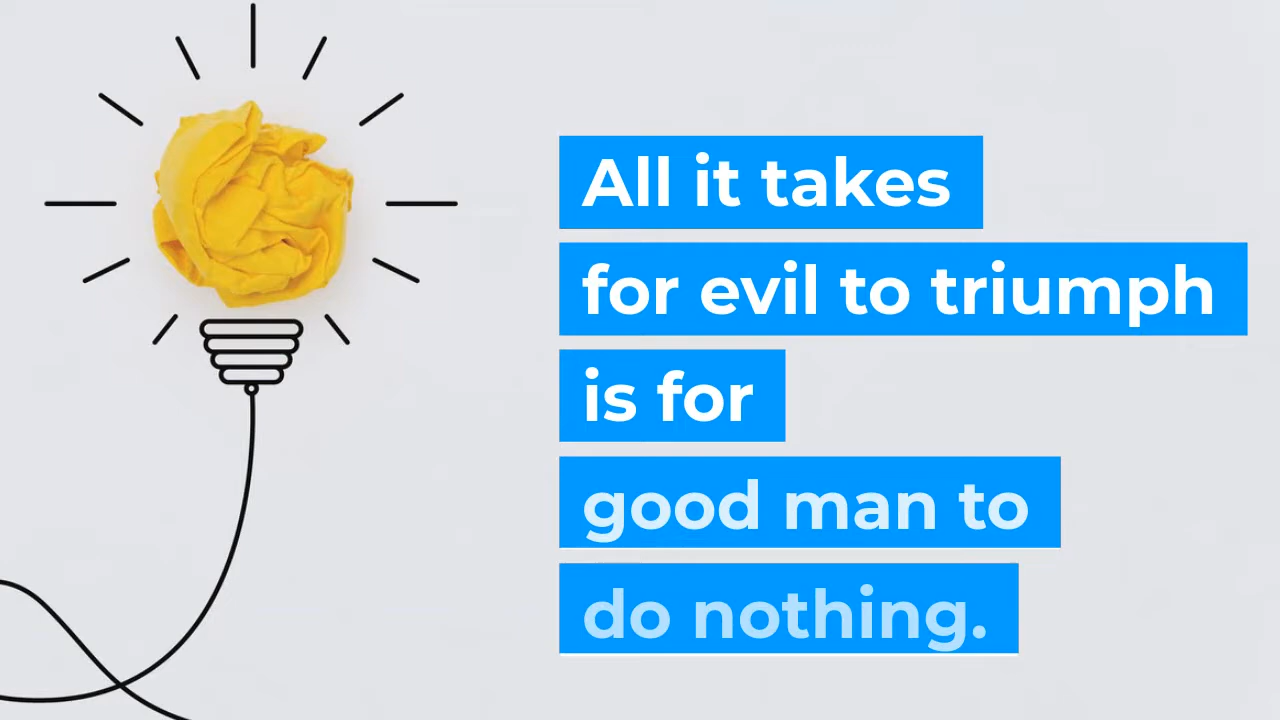 All it takes
for evil to triumph
is for
good man to
do nothing.